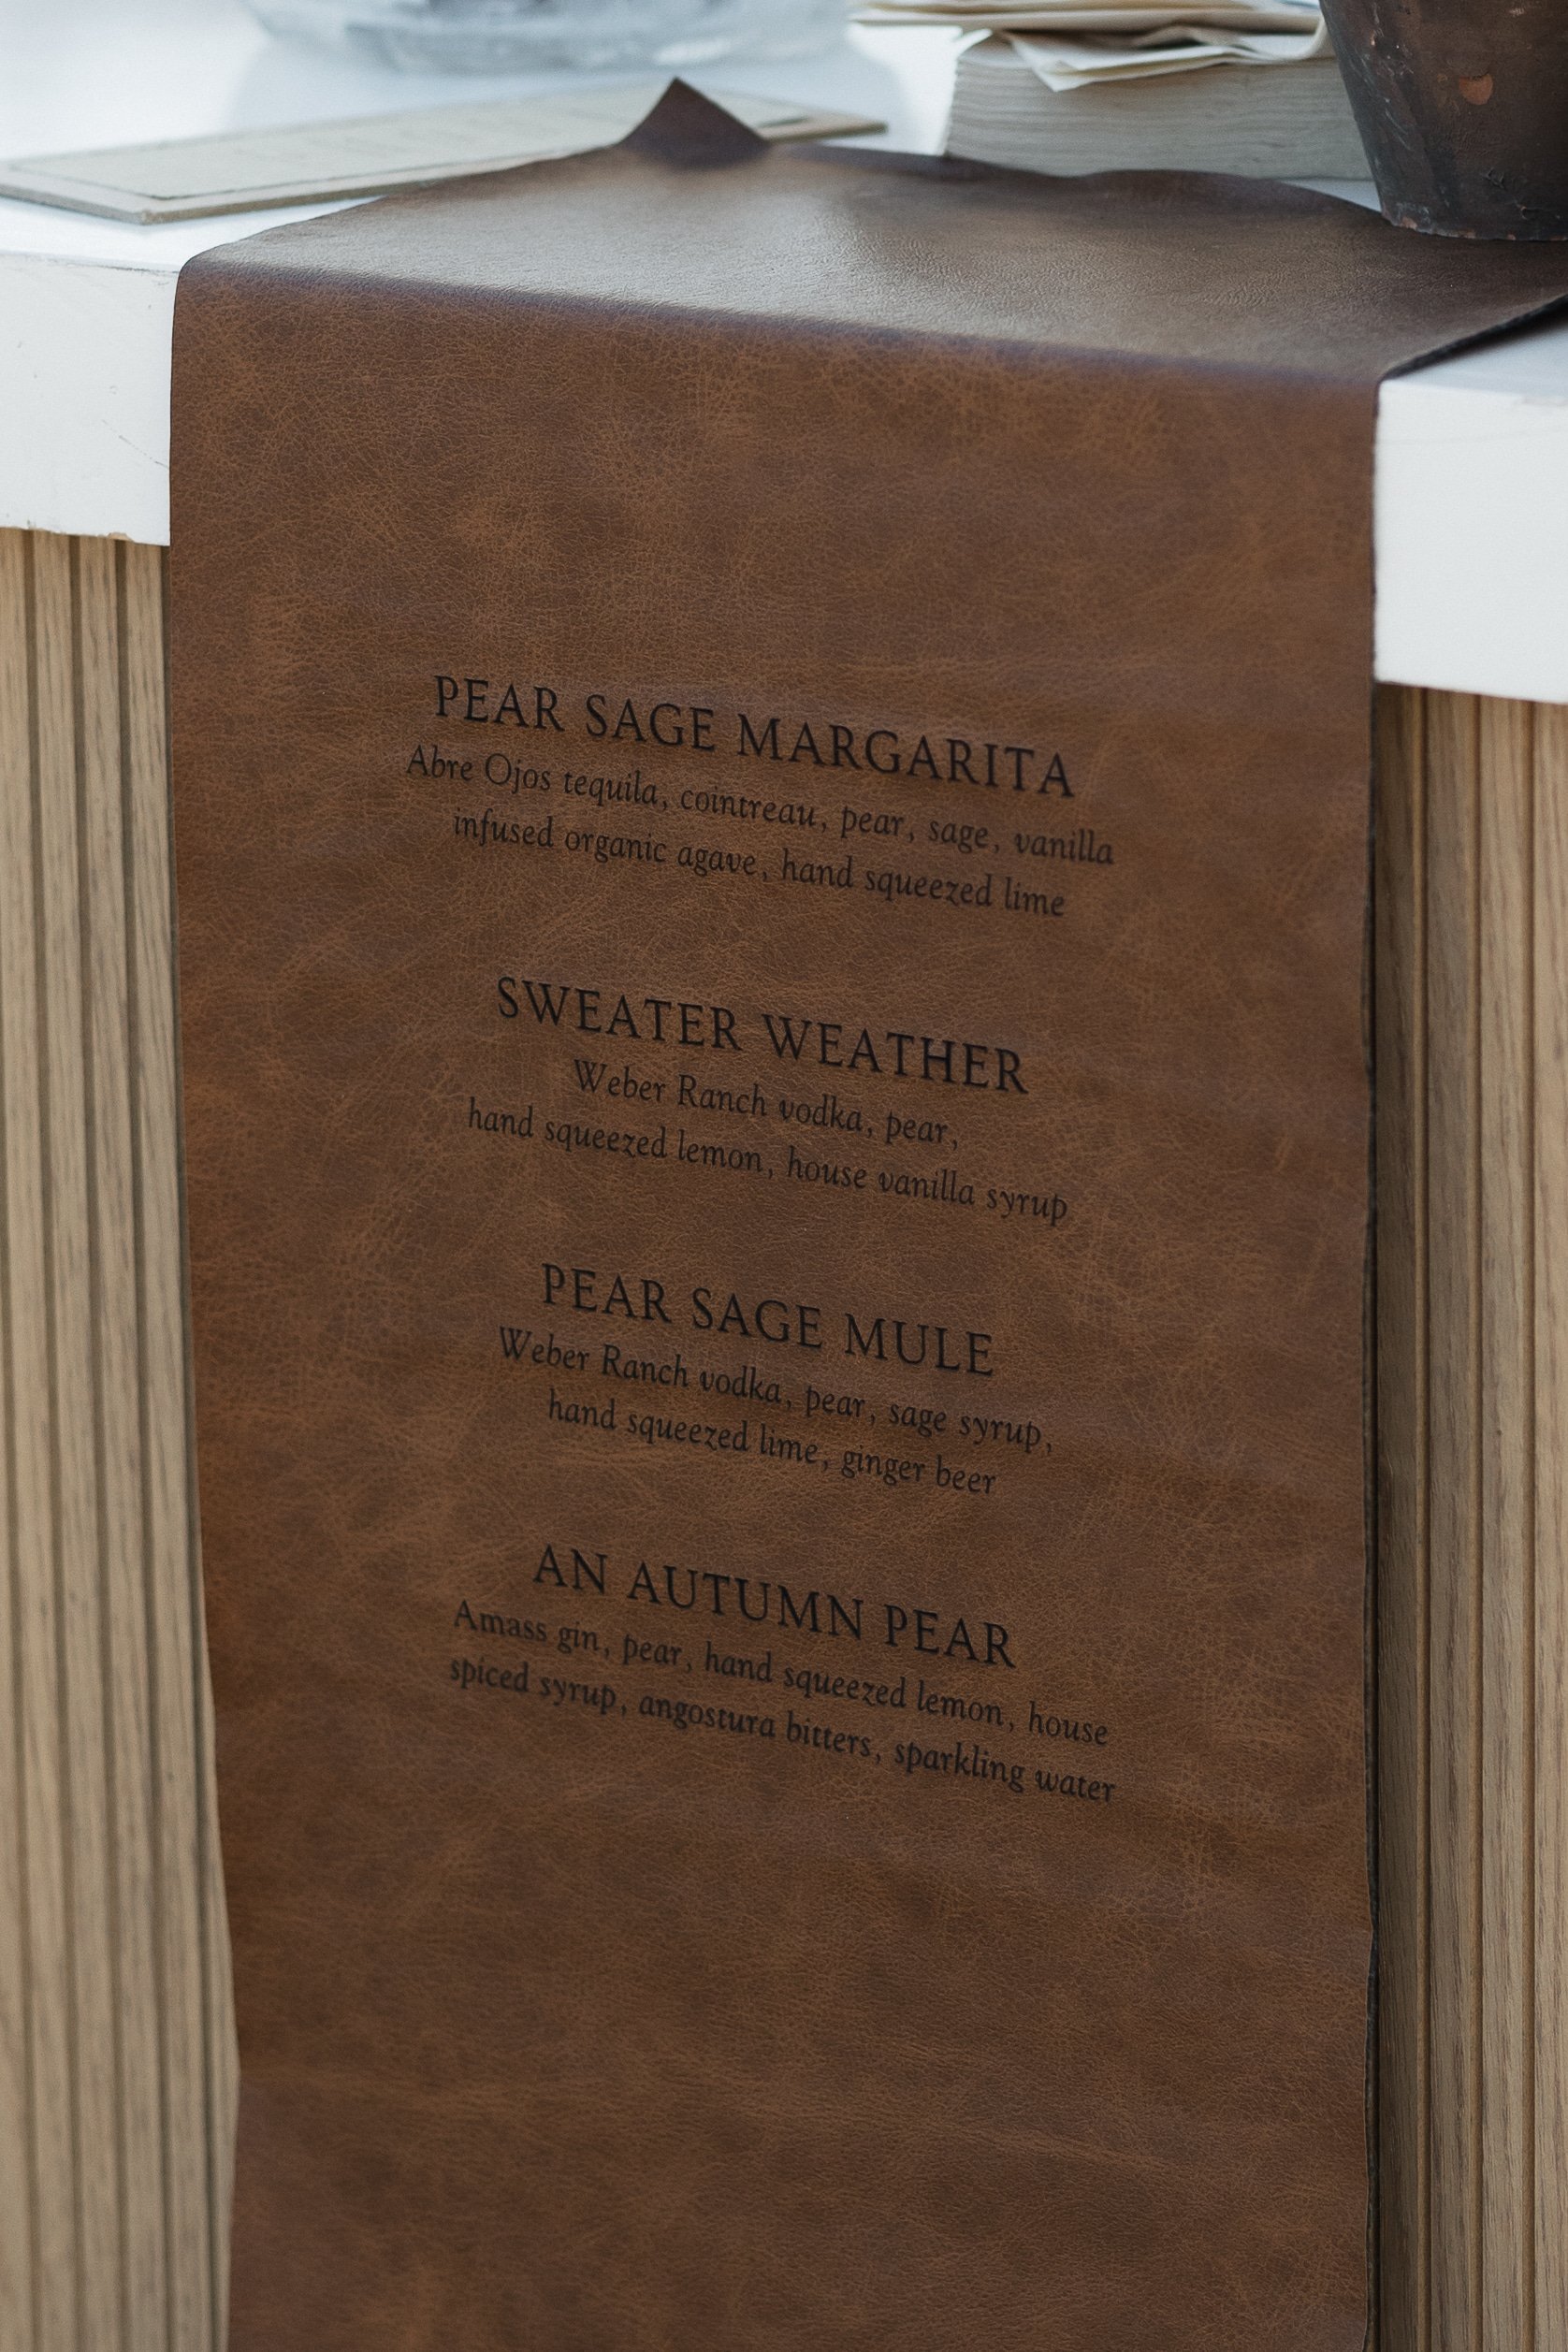 PEAR SAGE MARGARITA
Abre Ojos tequila, cointreau, pear, sage, vanilla
infused organic agave, hand squeezed lime
SWEATER WEATHER
Weber Ranch vodka, pear,
hand squeezed lemon, house vanilla syrup
PEAR SAGE MULE
Weber Ranch vodka, pear, sage syrup,
hand squeezed lime, ginger beer
AN AUTUMN PEAR
Amass gin, pear, hand squeezed lemon, house
spiced syrup, angostura bitters, sparkling water